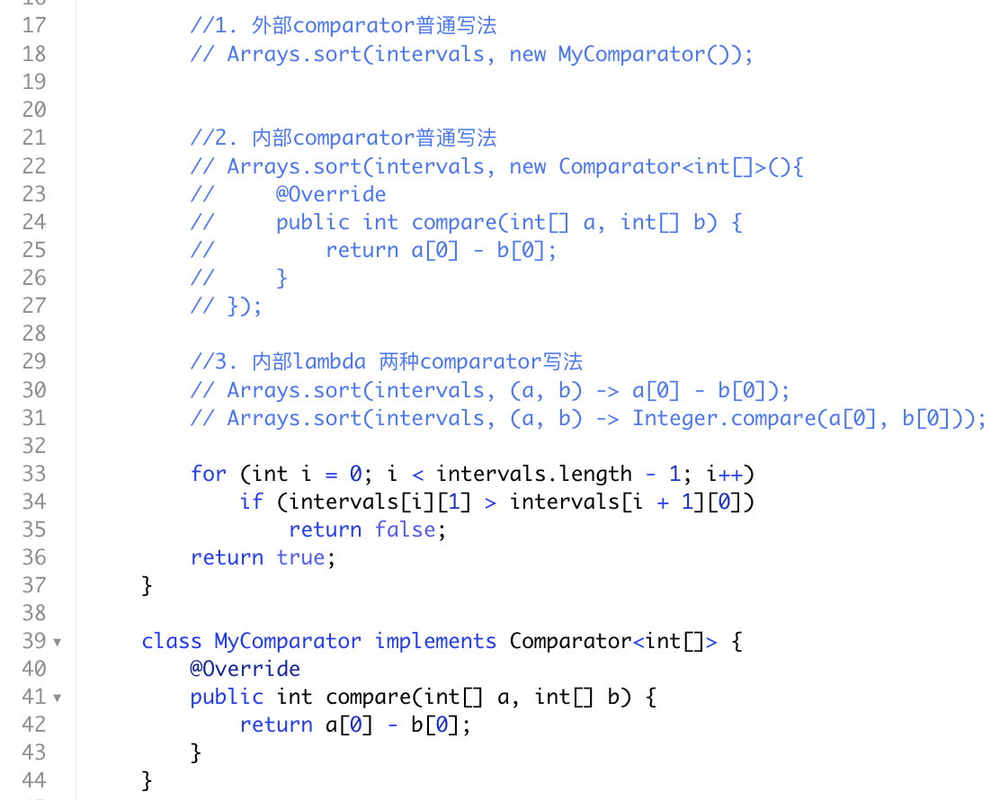 17 //1. 外部comparator普通写法
18 // Arrays.sort(intervals, new MyComparator());
19
20
21 //2. 内部comparator普通写法
22 // Arrays.sort(intervals, new Comparator<int[]>(){
23 //     @Override
24 //     public int compare(int[] a, int[] b) {
25 //         return a[0] - b[0];
26 //     }
27 // });
28
29 //3. 内部lambda 两种comparator写法
30 // Arrays.sort(intervals, (a, b) -> a[0] - b[0]);
31 // Arrays.sort(intervals, (a, b) -> Integer.compare(a[0], b[0]));
32
33 for (int i = 0; i < intervals.length - 1; i++)
34     if (intervals[i][1] > intervals[i + 1][0])
35         return false;
36 return true;
37 }
38
39 class MyComparator implements Comparator<int[]> {
40     @Override
41     public int compare(int[] a, int[] b) {
42         return a[0] - b[0];
43     }
44 }